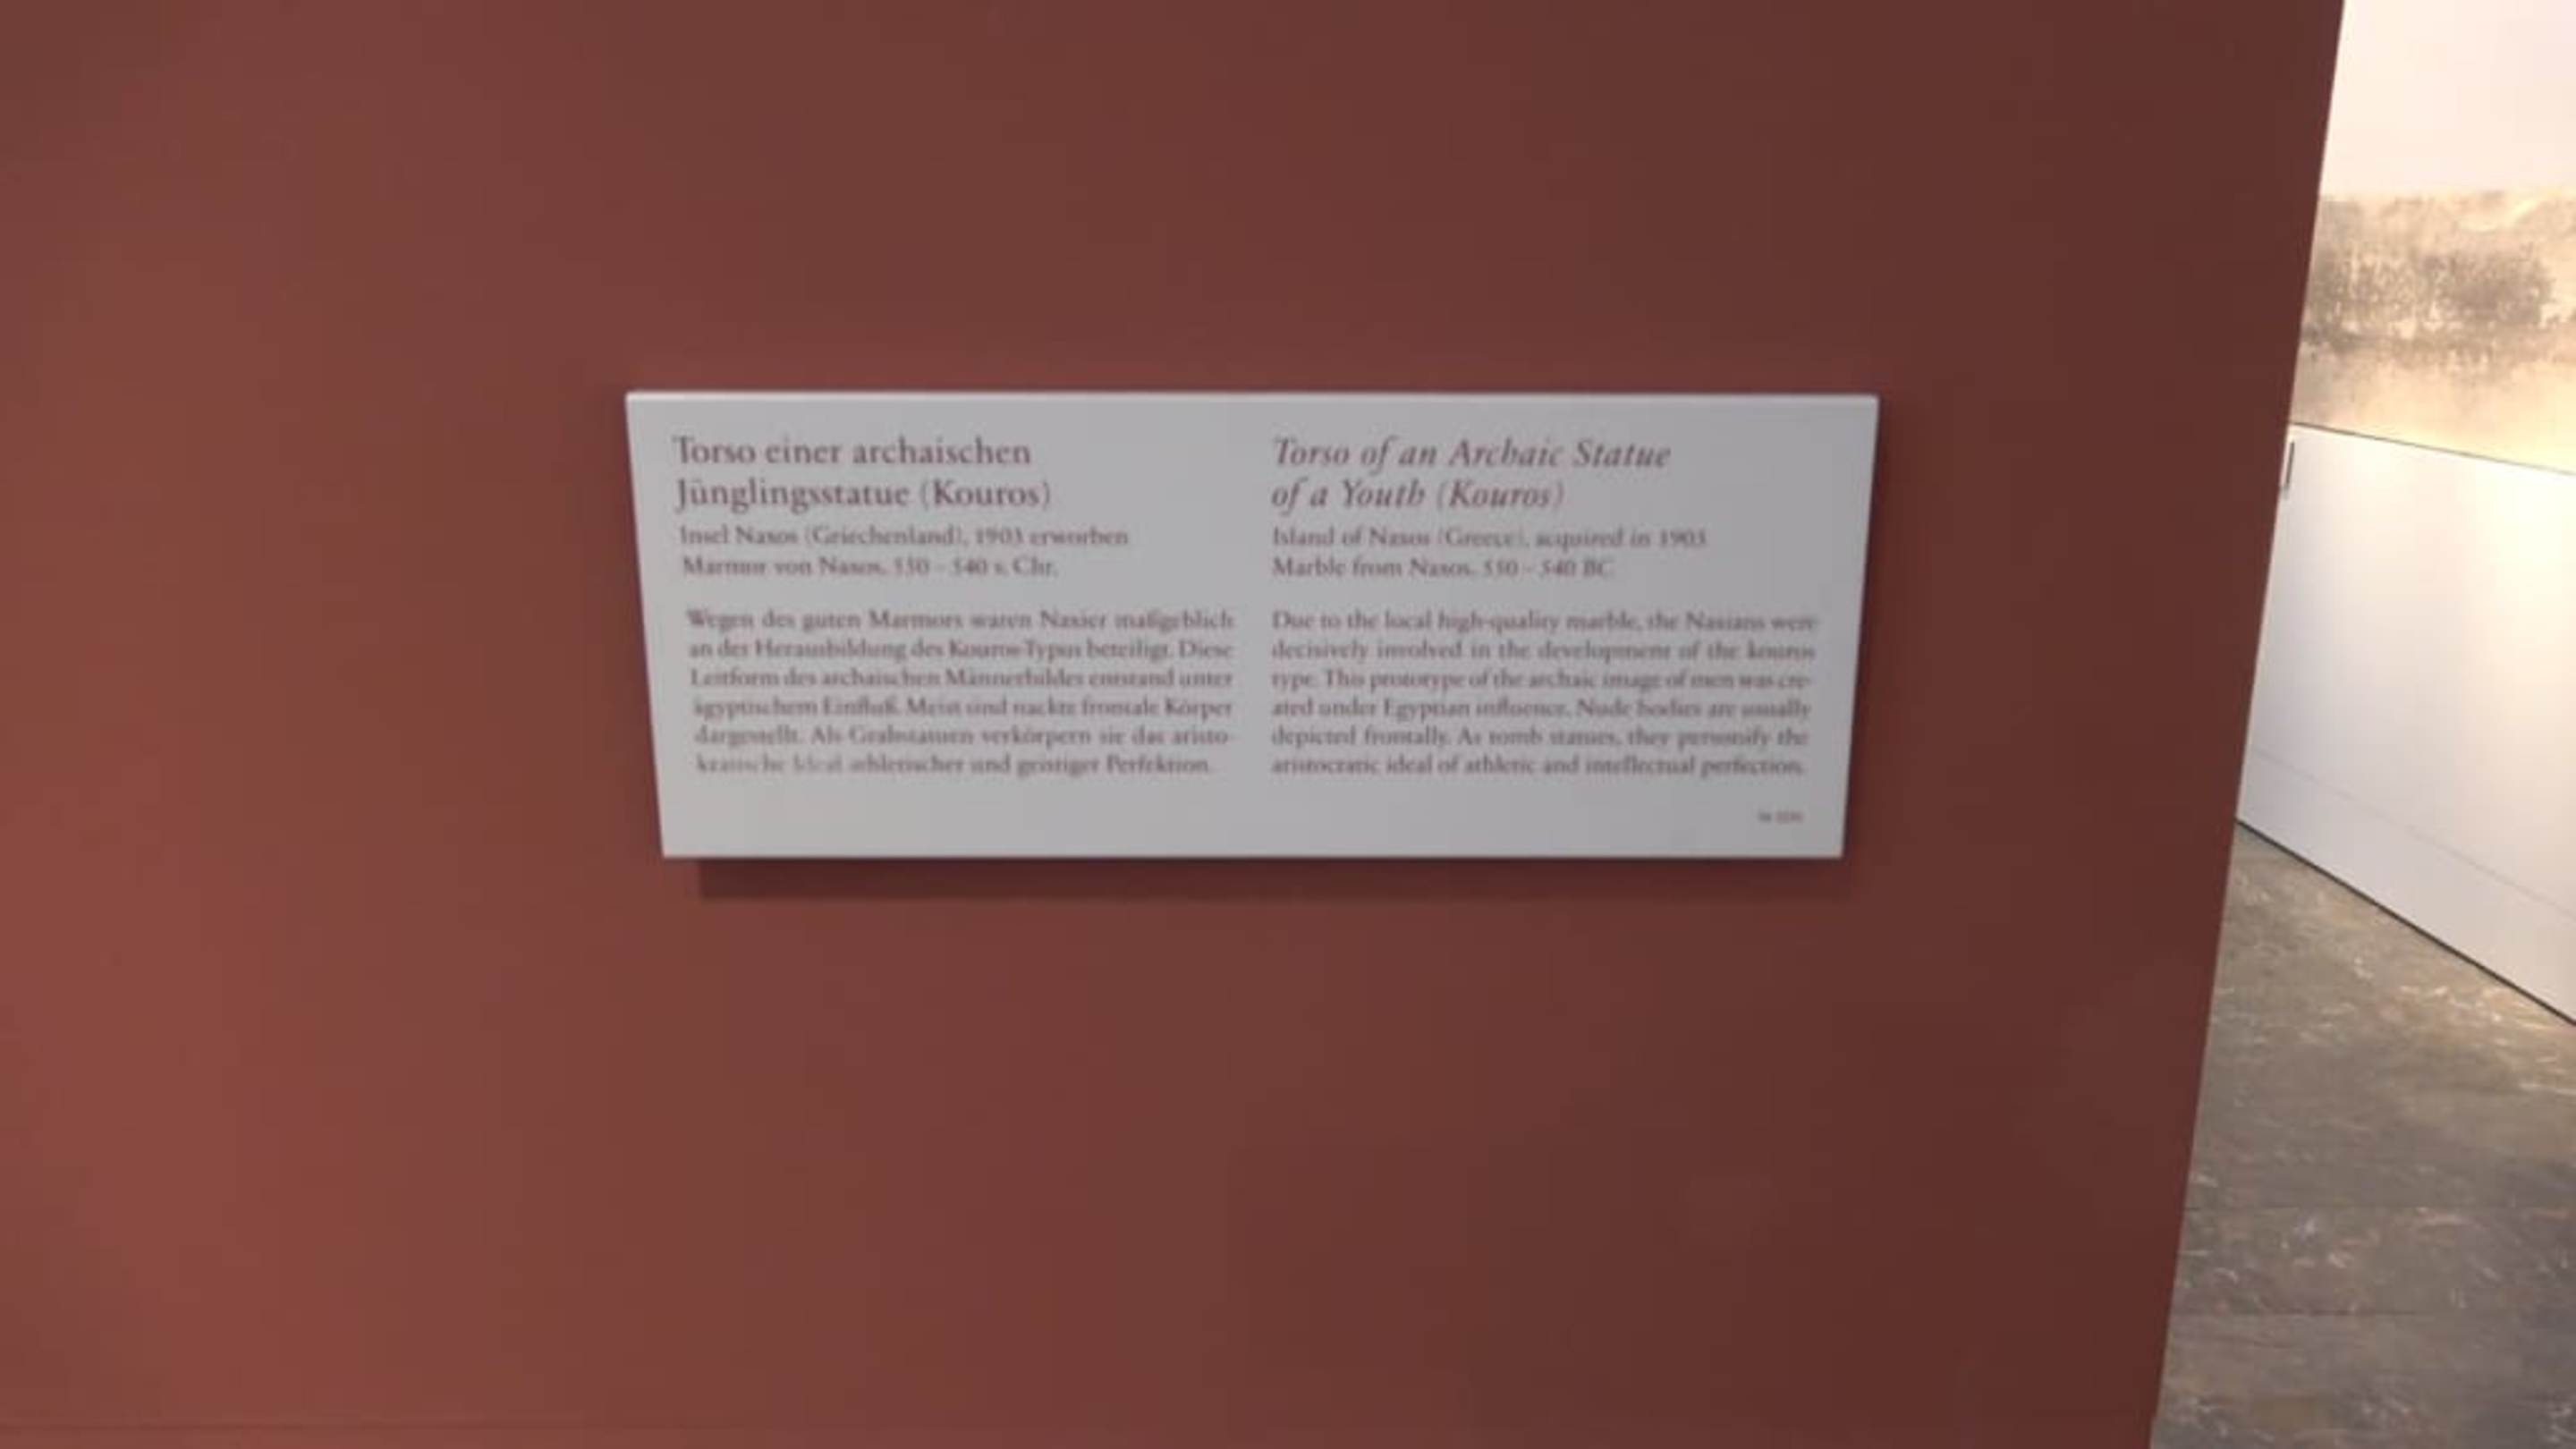 Torso einer archaischen
Jünglingsstatue (Kouros)
Insel Naxos (Griechenland), 1903 erworben
Marmor von Naxos, 550 – 540 v. Chr.
Wegen des guten Marmors waren Naxier maßgeblich
an der Herausbildung des Kouros-Typus beteiligt. Diese
Leitform des archaischen Männerbildes entstand unter
ägyptischem Einfluß. Meist sind nackte frontale Körper
dargestellt. Als Grabstatuen verkörpern sie das aristo-
kratische Ideal athletischer und geistiger Perfektion.
Torso of an Archaic Statue
of a Youth (Kouros)
Island of Naxos (Greece), acquired in 1903
Marble from Naxos, 550 – 540 BC
Due to the local high-quality marble, the Naxians were
decisively involved in the development of the kouros
type. This prototype of the archaic image of men was cre-
ated under Egyptian influence. Nude bodies are usually
depicted frontally. As tomb statues, they personify the
aristocratic ideal of athletic and intellectual perfection.